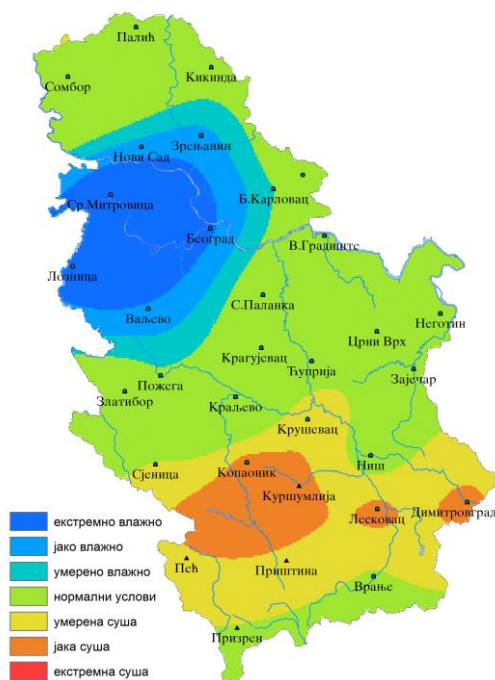 Палић
Кикинда
Сомбор
Зрењанин
Нови Сад
Б.Карловац
Ср.Митровица
Београд
В.Градиште
Лозница
С.Паланка
Ваљево
Неготин
Црни Врх
Крагујевац
Ћуприја
Зајечар
Пожега
Златибор
Краљево
Крушевац
Ниш
Сјеница
Копаоник
Куршумлија
Димитровград
Лесковац
Пећ
Приштина
Врање
Призрен
екстремно влажно
јако влажно
умерено влажно
нормални услови
умерена суша
јака суша
екстремна суша